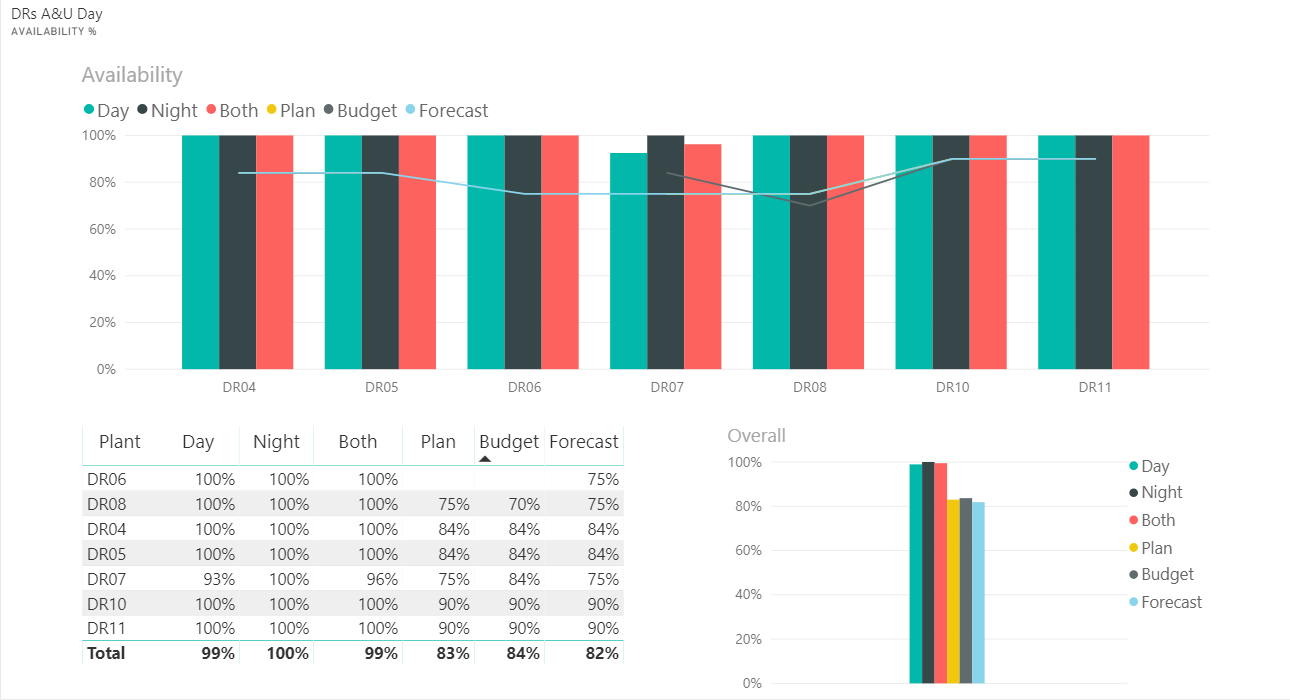 DRs A&U Day
AVAILABILITY %
Availability
Day Night Both Plan Budget Forecast
100%
80%
60%
40%
20%
0%
DR04 DR05 DR06 DR07 DR08 DR10 DR11
Plant Day Night Both Plan Budget Forecast
DR06 100% 100% 100% 75%
DR08 100% 100% 100% 75% 70% 75%
DR04 100% 100% 100% 84% 84% 84%
DR05 100% 100% 100% 84% 84% 84%
DR07 93% 100% 96% 75% 84% 75%
DR10 100% 100% 100% 90% 90% 90%
DR11 100% 100% 100% 90% 90% 90%
Total 99% 100% 99% 83% 84% 82%
Overall
100%
80%
60%
40%
20%
0%
Day
Night
Both
Plan
Budget
Forecast